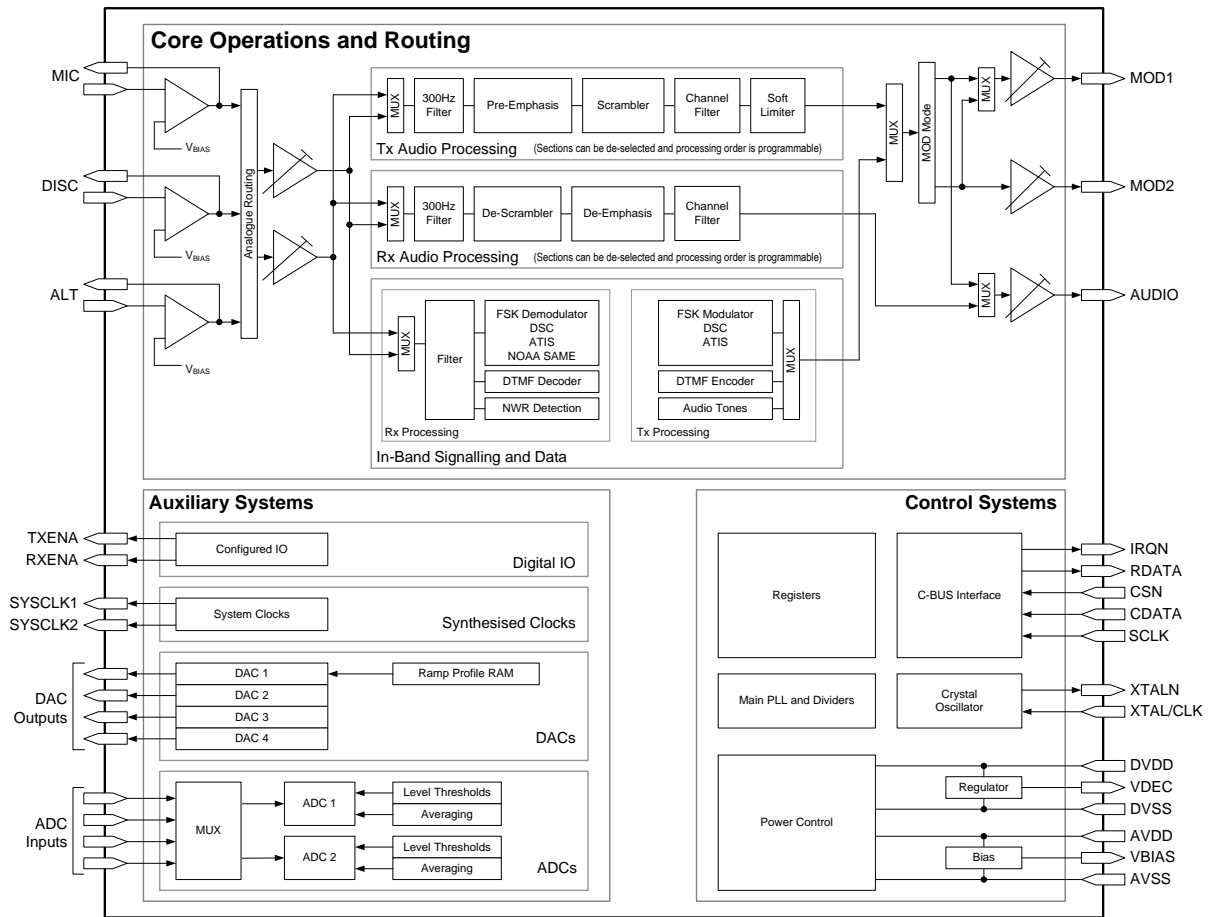 Core Operations and Routing
MIC
VBIAS
DISC
VBIAS
ALT
VBIAS
Analogue Routing
MUX
300Hz
Filter
Pre-Emphasis
Scrambler
Channel
Filter
Soft
Limiter
Tx Audio Processing (Sections can be de-selected and processing order is programmable)
MUX
300Hz
Filter
De-Scrambler
De-Emphasis
Channel
Filter
Rx Audio Processing (Sections can be de-selected and processing order is programmable)
MUX
Filter
FSK Demodulator
DSC
ATIS
NOAA SAME
DTMF Decoder
NWR Detection
Rx Processing
FSK Modulator
DSC
ATIS
DTMF Encoder
Audio Tones
MUX
Tx Processing
In-Band Signalling and Data
MUX
MOD Mode
MUX
MUX
MOD1
MOD2
AUDIO
Auxiliary Systems
TXENA
RXENA
Configured IO
Digital IO
SYSCLK1
SYSCLK2
System Clocks
Synthesised Clocks
DAC
Outputs
DAC 1
DAC 2
DAC 3
DAC 4
Ramp Profile RAM
DACs
ADC
Inputs
MUX
ADC 1
Level Thresholds
Averaging
ADC 2
Level Thresholds
Averaging
ADCs
Control Systems
Registers
C-BUS Interface
IRQN
RDATA
CSN
CDATA
SCLK
Main PLL and Dividers
Crystal
Oscillator
XTALN
XTAL/CLK
Power Control
Regulator
Bias
DVDD
VDEC
DVSS
AVDD
VBIAS
AVSS